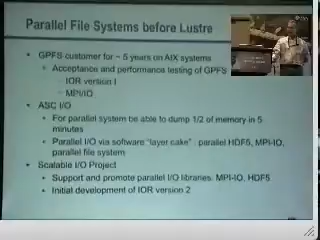 Parallel File Systems before Lustre
• GPFS customer for ~ 5 years on AIX systems
• Acceptance and performance testing of GPFS
– IOR version I
– MPI/IO
• ASC I/O
• For parallel system be able to dump 1/2 of memory in 5
minutes
• Parallel I/O via software "layer cake" : parallel HDF5, MPI-IO,
parallel file system
• Scalable I/O Project
• Support and promote parallel I/O libraries: MPI-IO, HDF5
• Initial development of IOR version 2